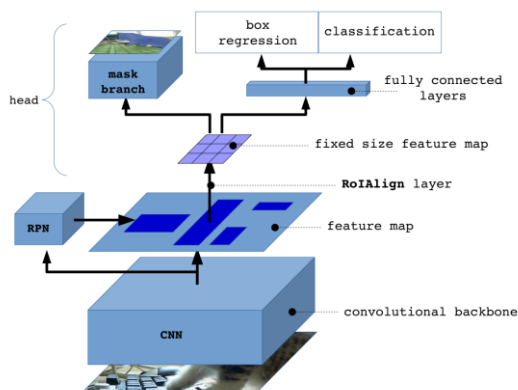 box
regression
classification
mask
branch
fully connected
layers
head
fixed size feature map
RoIAlign layer
RPN
feature map
convolutional backbone
CNN